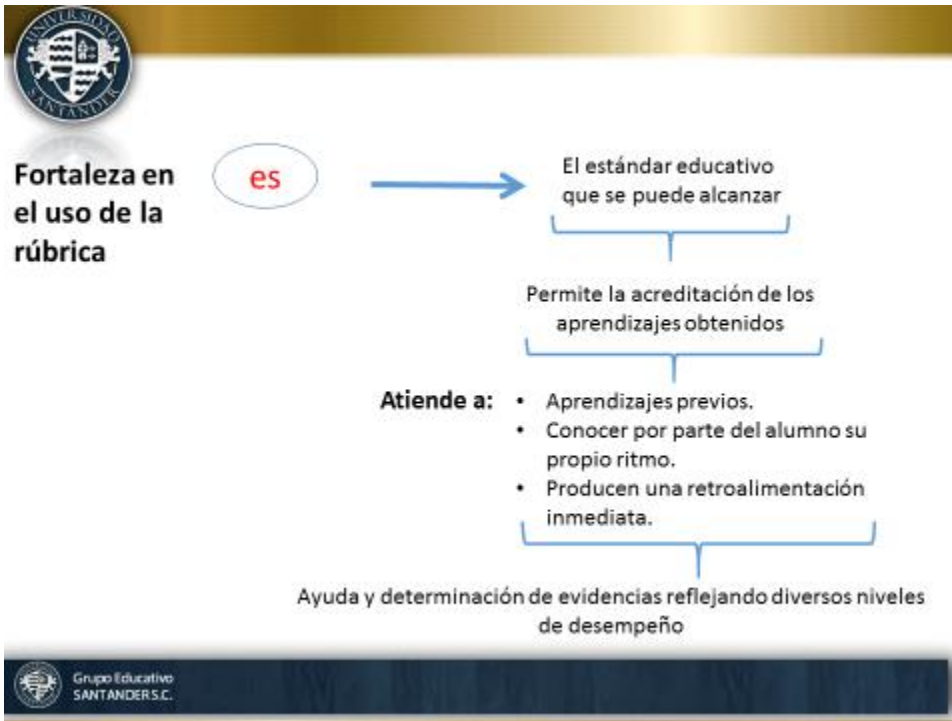 UNIVERSIDAD
SANTANDER
Fortaleza en
el uso de la
rúbrica
es
El estándar educativo
que se puede alcanzar
Permite la acreditación de los
aprendizajes obtenidos
Atiende a:
• Aprendizajes previos.
• Conocer por parte del alumno su
propio ritmo.
• Producen una retroalimentación
inmediata.
Ayuda y determinación de evidencias reflejando diversos niveles
de desempeño
Grupo Educativo
SANTANDER S.C.